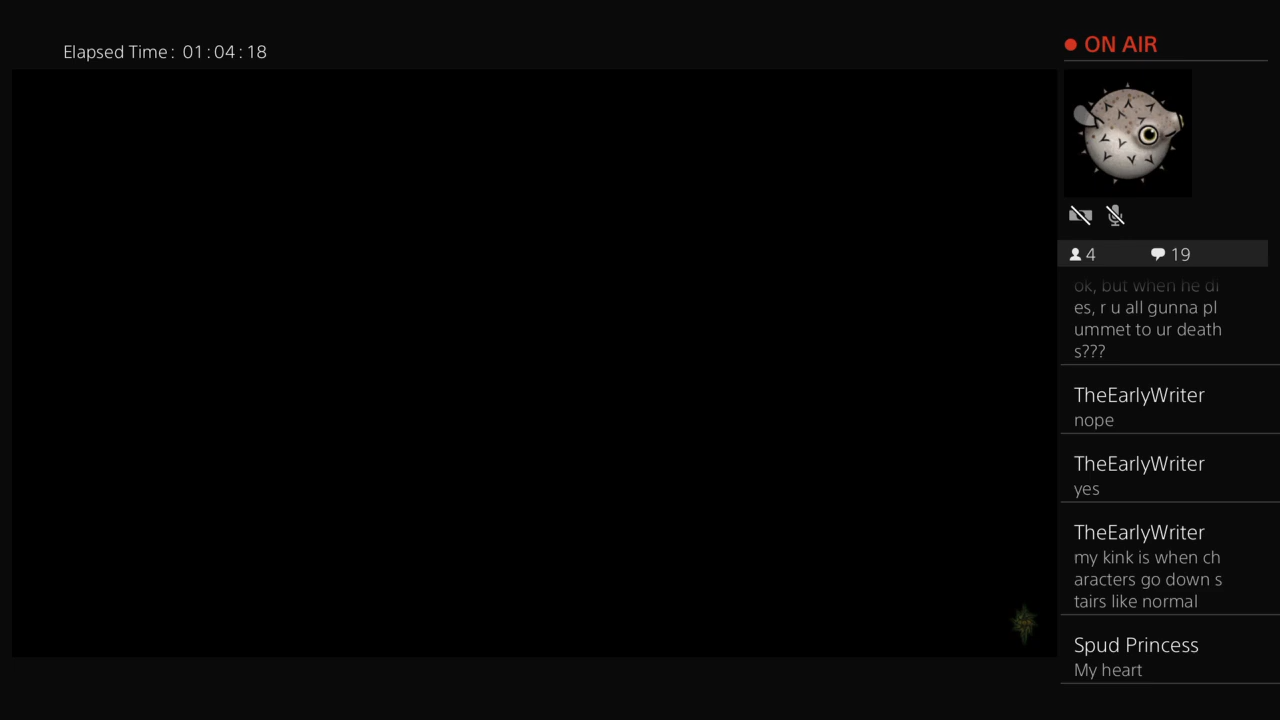 Elapsed Time: 01:04:18
ON AIR
4 19
ok, but when he di
es, r u all gunna pl
ummet to ur death
s???
TheEarlyWriter
nope
TheEarlyWriter
yes
TheEarlyWriter
my kink is when ch
aracters go down s
tairs like normal
Spud Princess
My heart